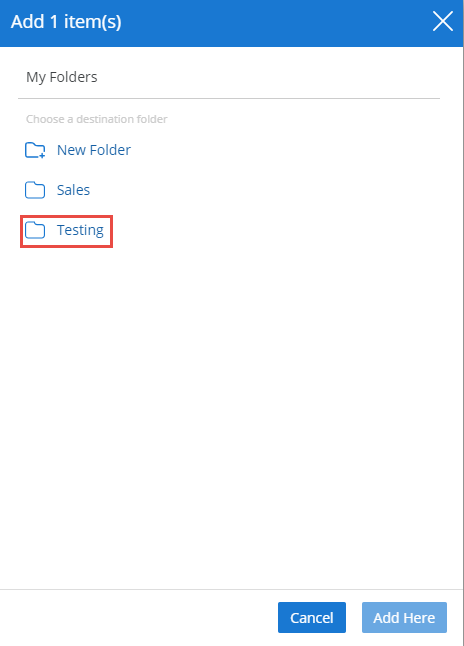 Add 1 item(s)
My Folders
Choose a destination folder
New Folder
Sales
Testing
Cancel Add Here